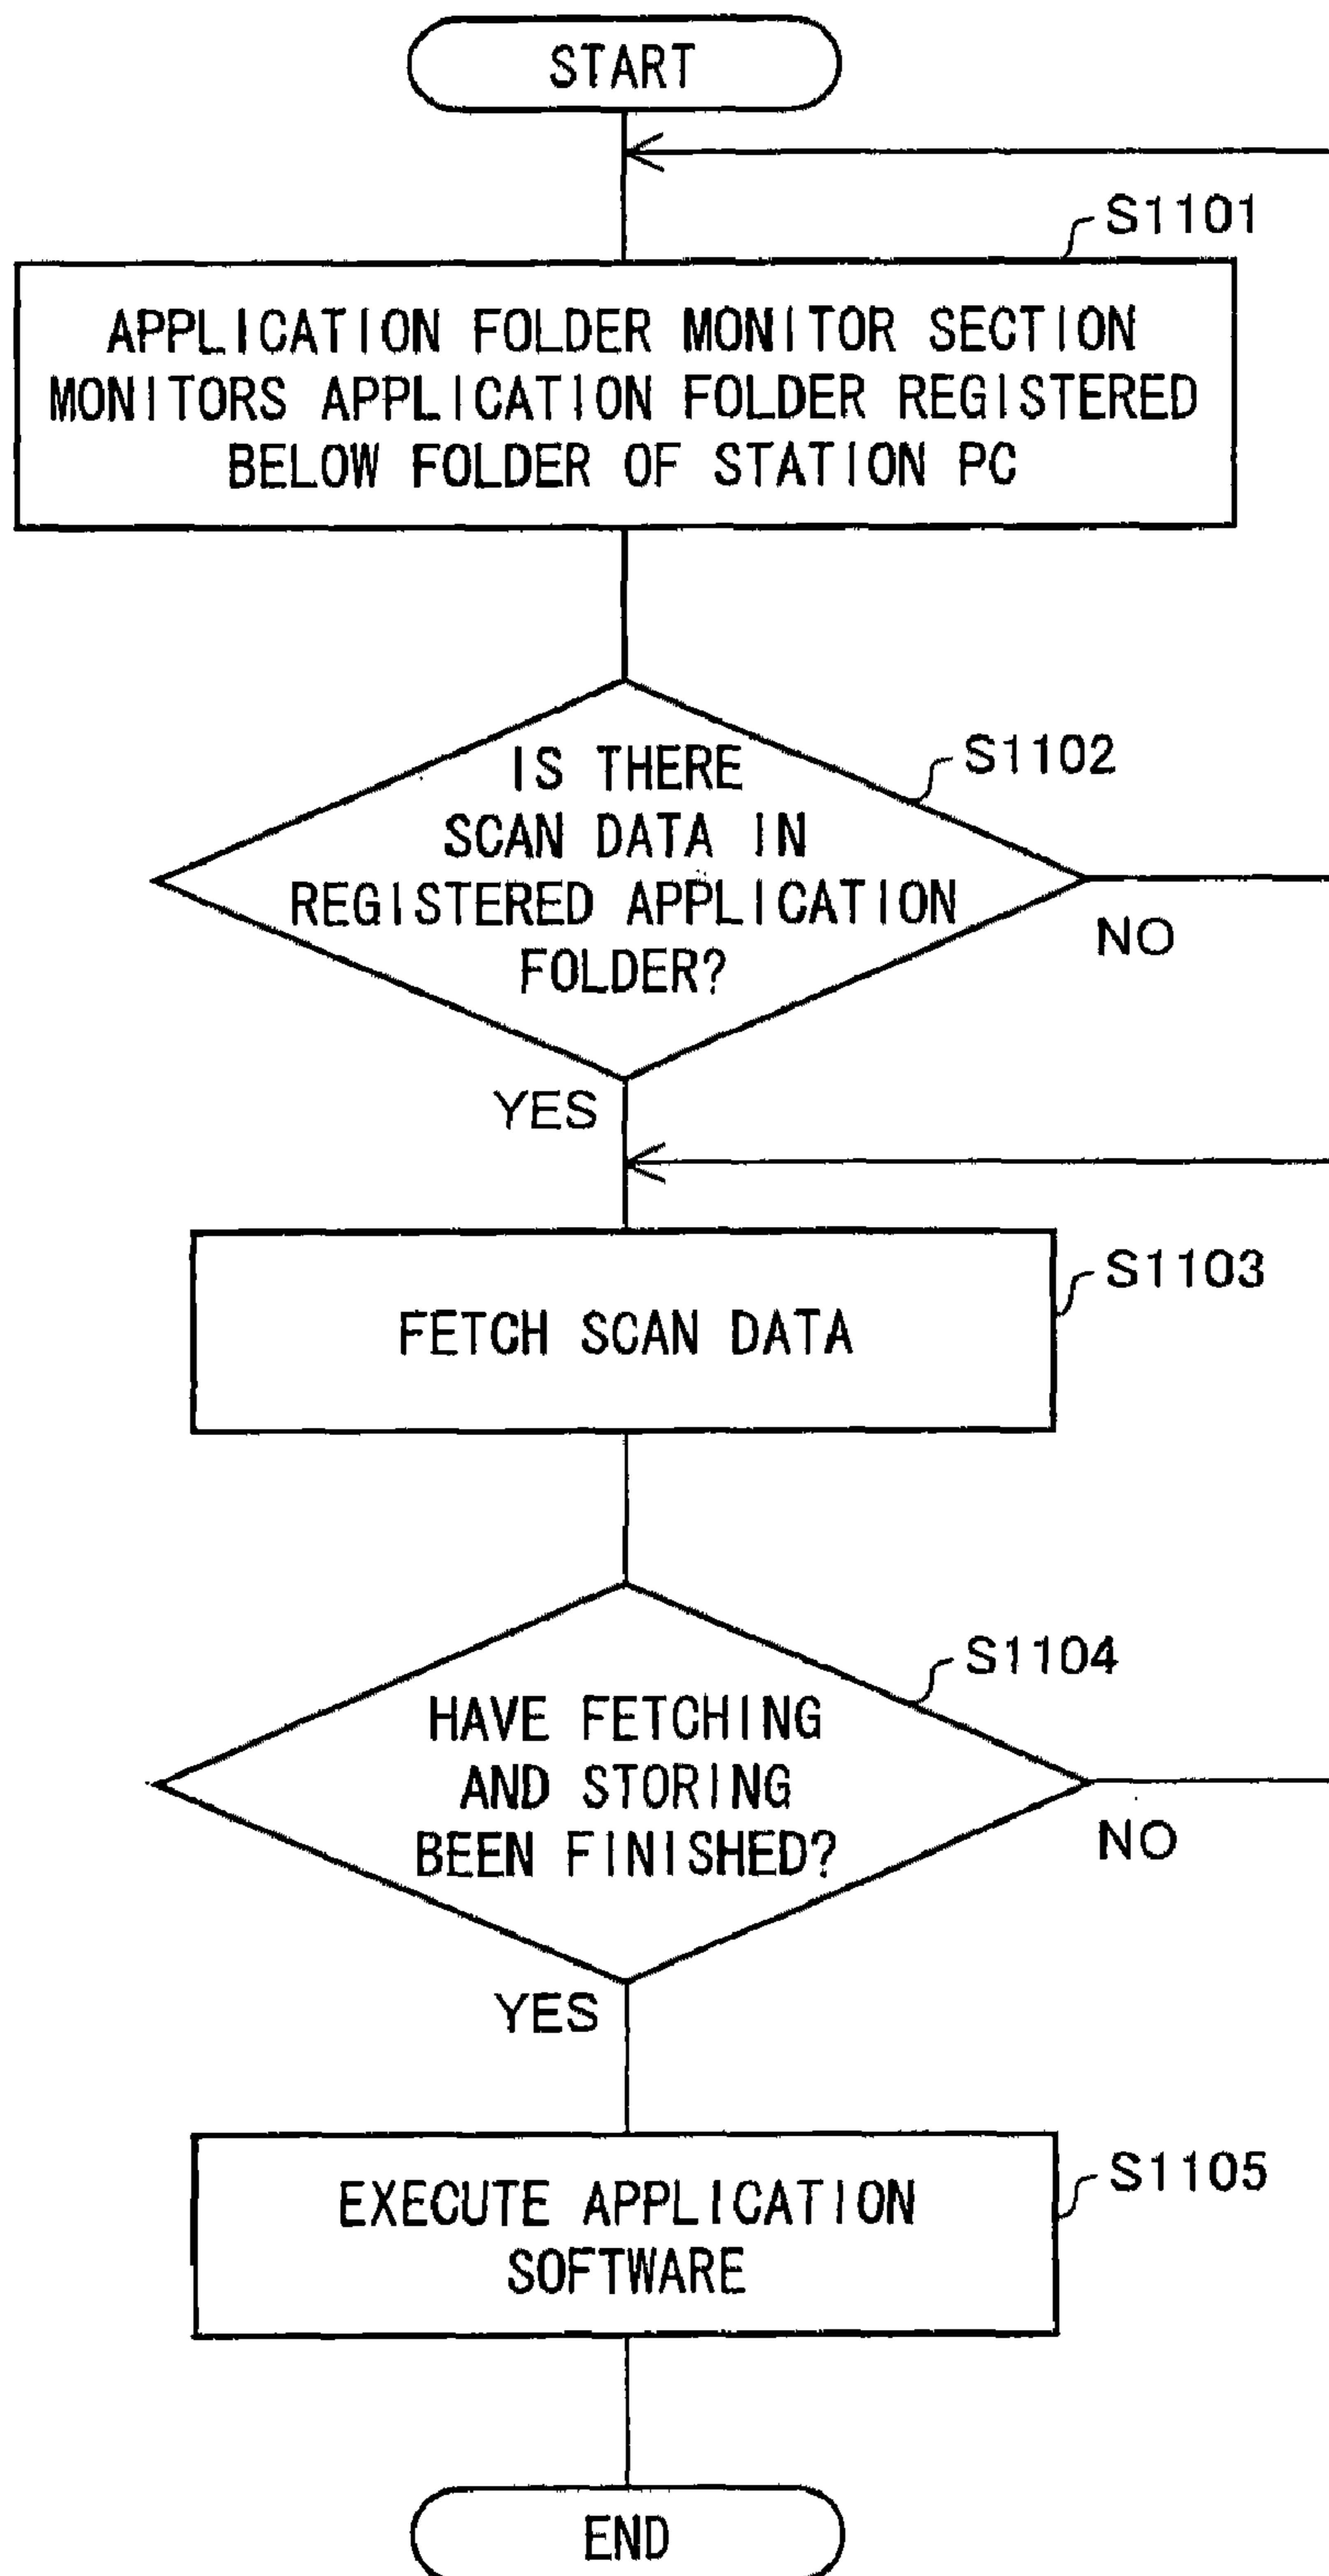 START
S1101
APPLICATION FOLDER MONITOR SECTION
MONITORS APPLICATION FOLDER REGISTERED
BELOW FOLDER OF STATION PC
S1102
IS THERE
SCAN DATA IN
REGISTERED APPLICATION
FOLDER?
NO
YES
S1103
FETCH SCAN DATA
S1104
HAVE FETCHING
AND STORING
BEEN FINISHED?
NO
YES
S1105
EXECUTE APPLICATION
SOFTWARE
END